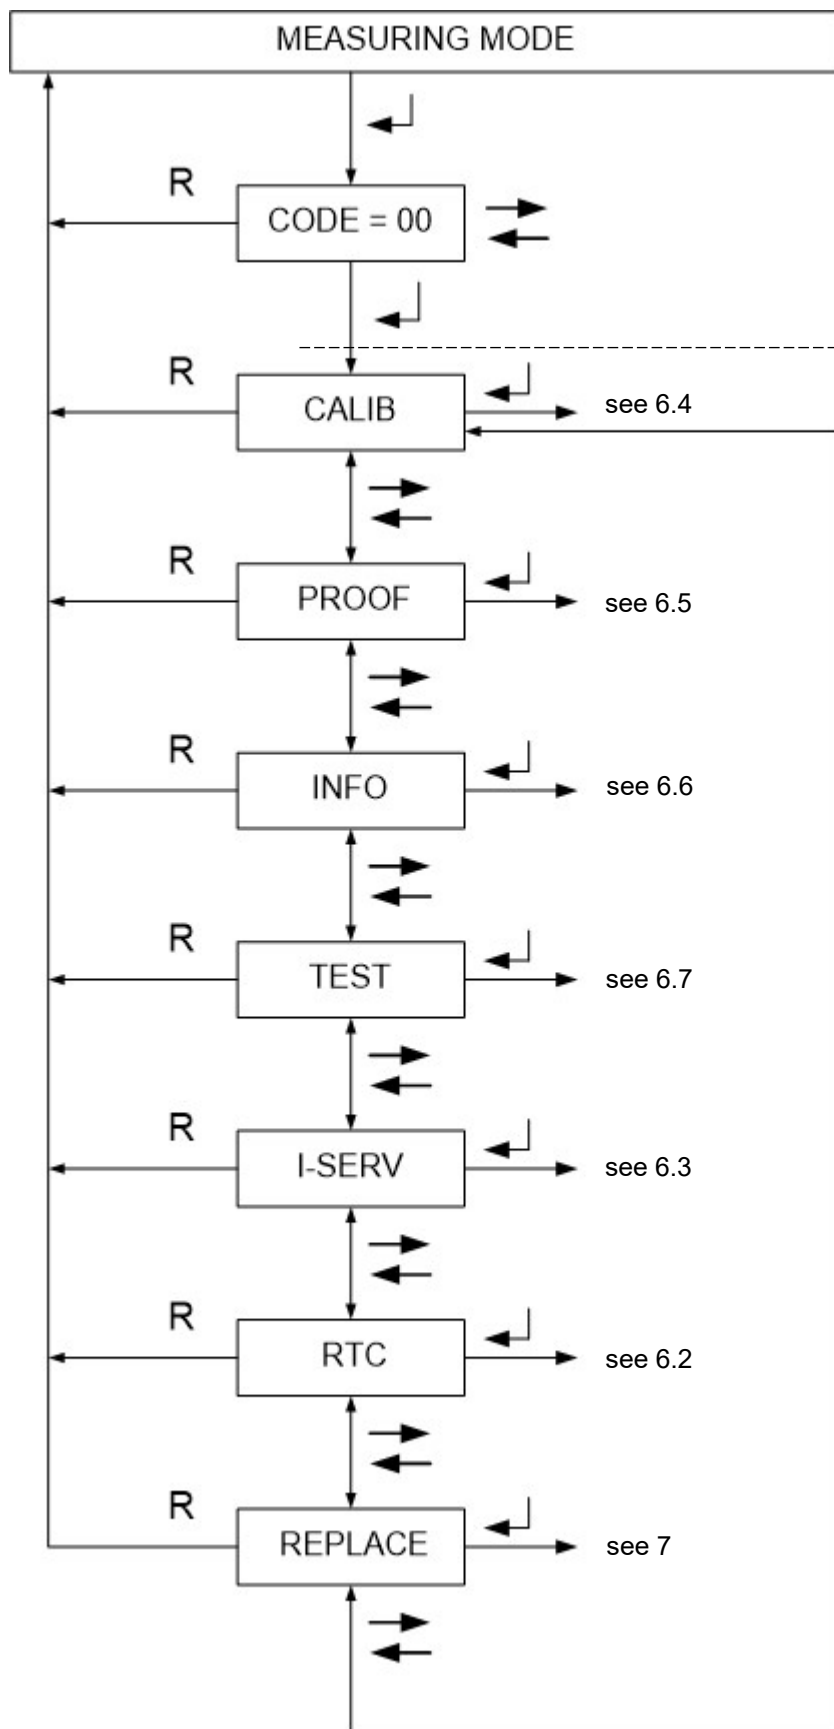 MEASURING MODE
R
CODE = 00
R
CALIB
see 6.4
R
PROOF
see 6.5
R
INFO
see 6.6
R
TEST
see 6.7
R
I-SERV
see 6.3
R
RTC
see 6.2
R
REPLACE
see 7